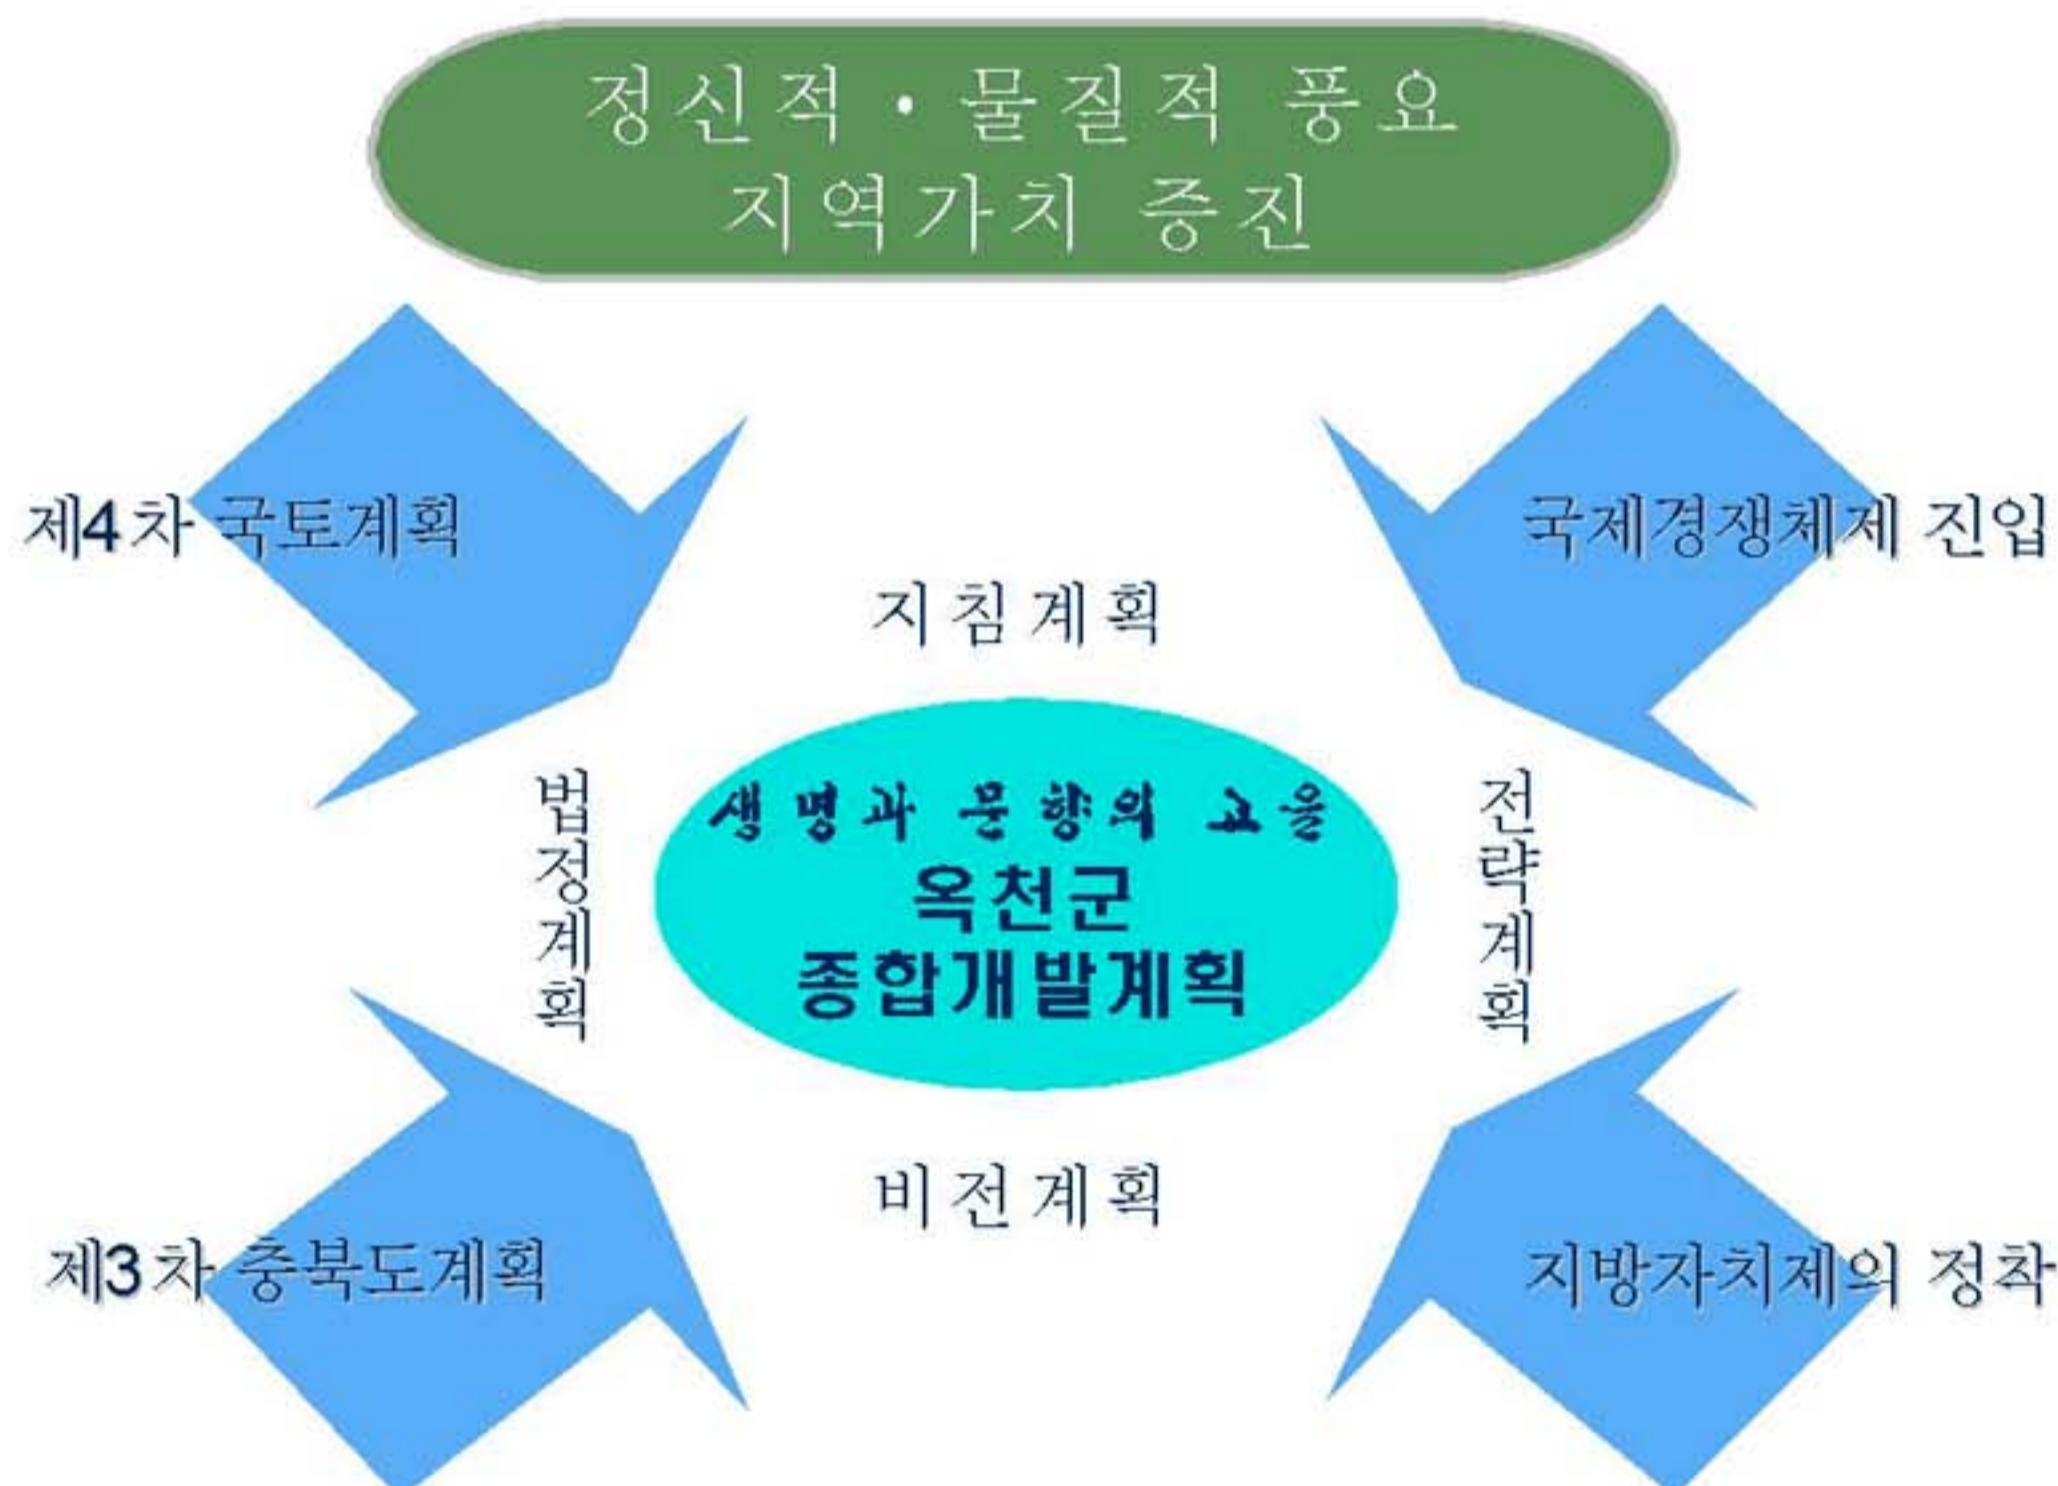 정신적·물질적 풍요
지역가치 증진
제4차 국토계획
국제경쟁체제 진입
지침계획
법정계획
생명과 문향의 고을
옥천군
종합개발계획
전략계획
비전계획
제3차 충북도계획
지방자치제의 정착